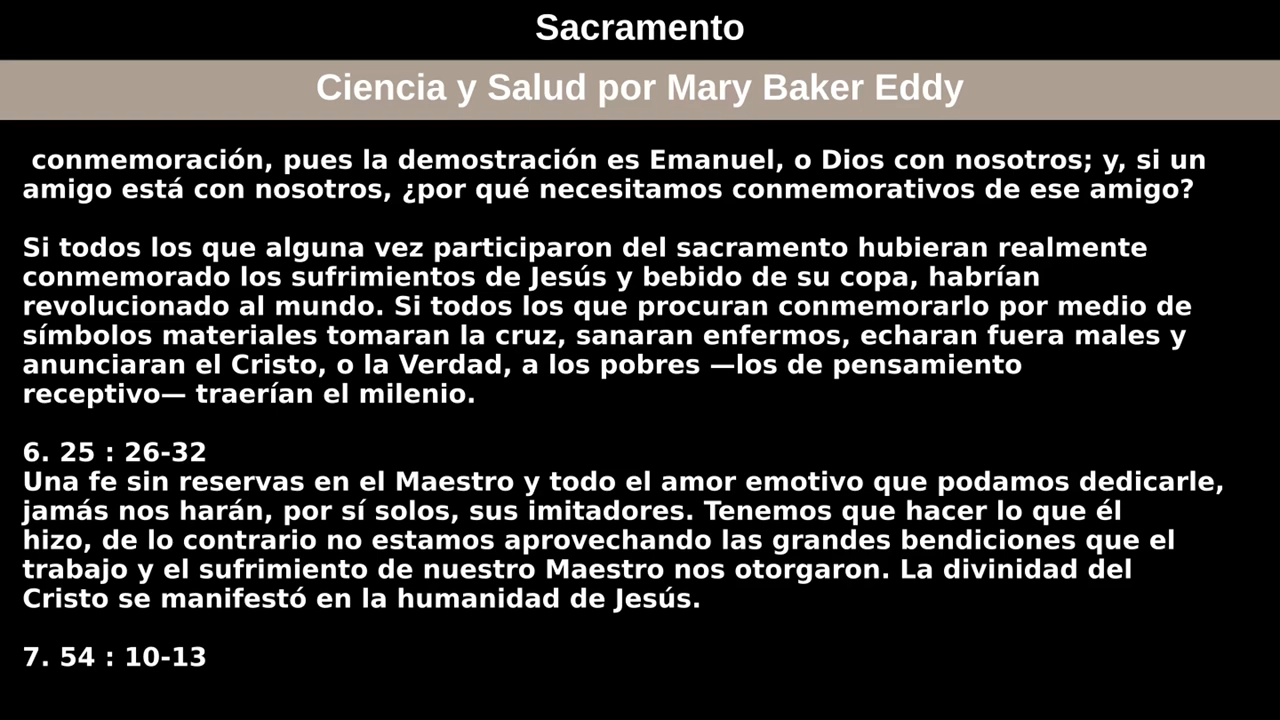 Sacramento
Ciencia y Salud por Mary Baker Eddy
conmemoración, pues la demostración es Emanuel, o Dios con nosotros; y, si un
amigo está con nosotros, ¿por qué necesitamos conmemorativos de ese amigo?
Si todos los que alguna vez participaron del sacramento hubieran realmente
conmemorado los sufrimientos de Jesús y bebido de su copa, habrían
revolucionado al mundo. Si todos los que procuran conmemorarlo por medio de
símbolos materiales tomaran la cruz, sanaran enfermos, echaran fuera males y
anunciaran el Cristo, o la Verdad, a los pobres —los de pensamiento
receptivo— traerían el milenio.
6. 25 : 26-32
Una fe sin reservas en el Maestro y todo el amor emotivo que podamos dedicarle,
jamás nos harán, por sí solos, sus imitadores. Tenemos que hacer lo que él
hizo, de lo contrario no estamos aprovechando las grandes bendiciones que el
trabajo y el sufrimiento de nuestro Maestro nos otorgaron. La divinidad del
Cristo se manifestó en la humanidad de Jesús.
7. 54 : 10-13